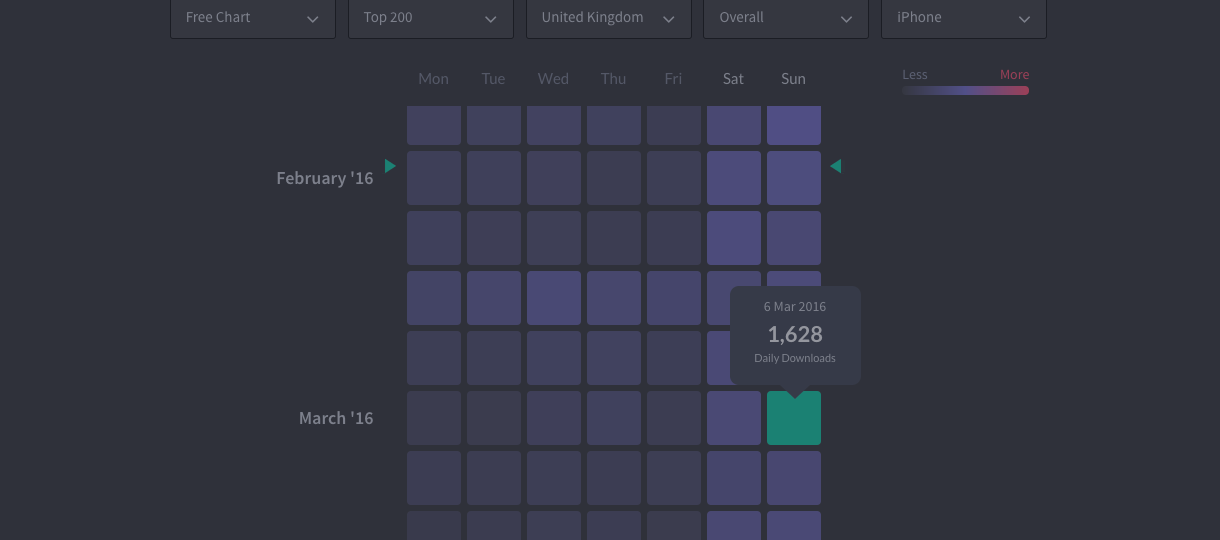 Free Chart
Top 200
United Kingdom
Overall
iPhone
Mon Tue Wed Thu Fri Sat Sun
Less More
February '16
6 Mar 2016
1,628
Daily Downloads
March '16